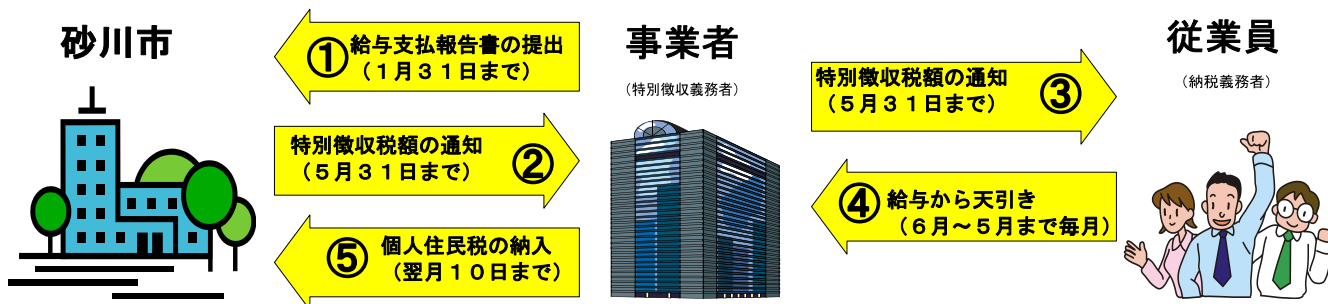 砂川市
① 給与支払報告書の提出
(1月31日まで)
特別徴収税額の通知
(5月31日まで) ②
⑤ 個人住民税の納入
(翌月10日まで)
事業者
(特別徴収義務者)
特別徴収税額の通知
(5月31日まで) ③
④ 給与から天引き
(6月~5月まで毎月)
従業員
(納税義務者)